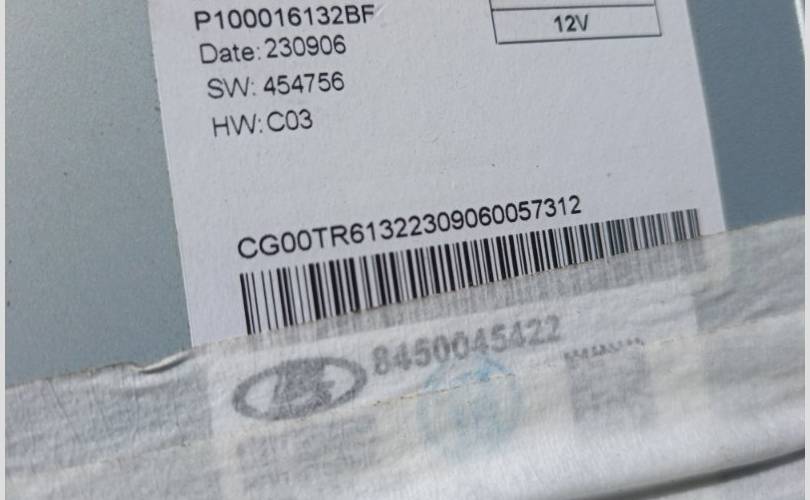 P100016132BF
12V
Date: 230906
SW: 454756
HW: C03
CG00TR61322309060057312
8450045422